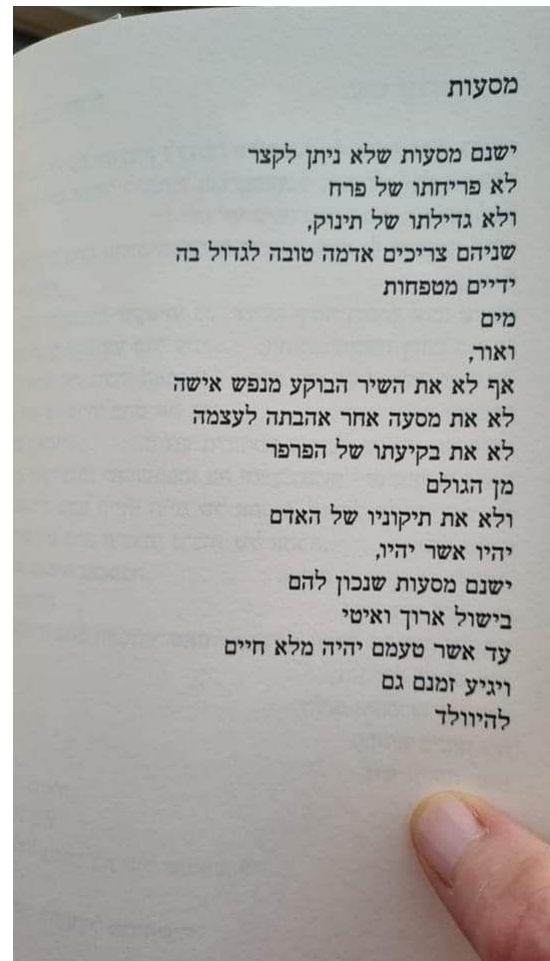 מסעות
ישנם מסעות שלא ניתן לקצר
לא פריחתו של פרח
ולא גדילתו של תינוק,
שניהם צריכים אדמה טובה לגדול בה
ידיים מטפחות
מים
ואור,
אף לא את השיר הבוקע מנפש אישה
לא את מסעה אחר אהבתה לעצמה
לא את בקיעתו של הפרפר
מן הגולם
ולא את תיקוניו של האדם
יהיו אשר יהיו,
ישנם מסעות שנכון להם
בישול ארוך ואיטי
עד אשר טעמם יהיה מלא חיים
ויגיע זמנם גם
להיוולד